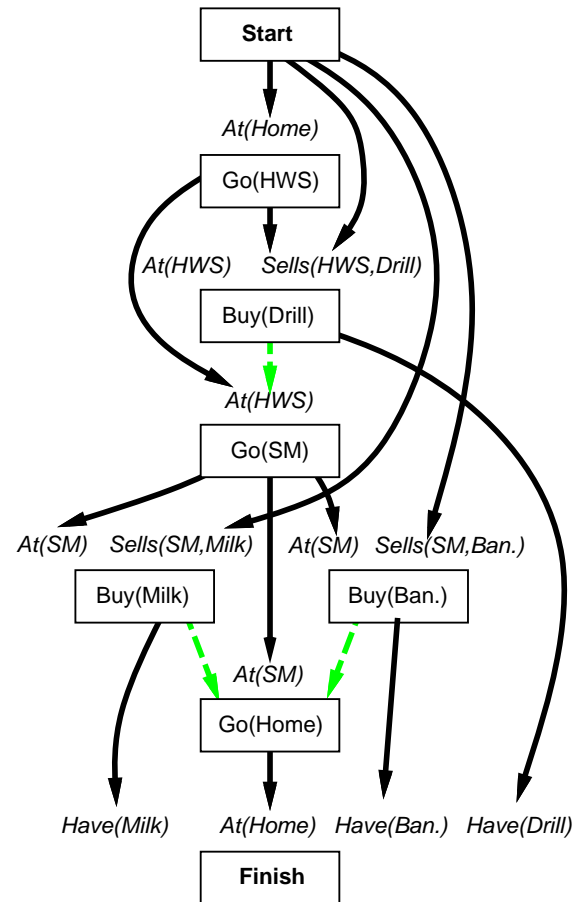 Start
At(Home)
Go(HWS)
At(HWS) Sells(HWS,Drill)
Buy(Drill)
At(HWS)
Go(SM)
At(SM) Sells(SM,Milk) At(SM) Sells(SM,Ban.)
Buy(Milk) Buy(Ban.)
At(SM)
Go(Home)
Have(Milk) At(Home) Have(Ban.) Have(Drill)
Finish